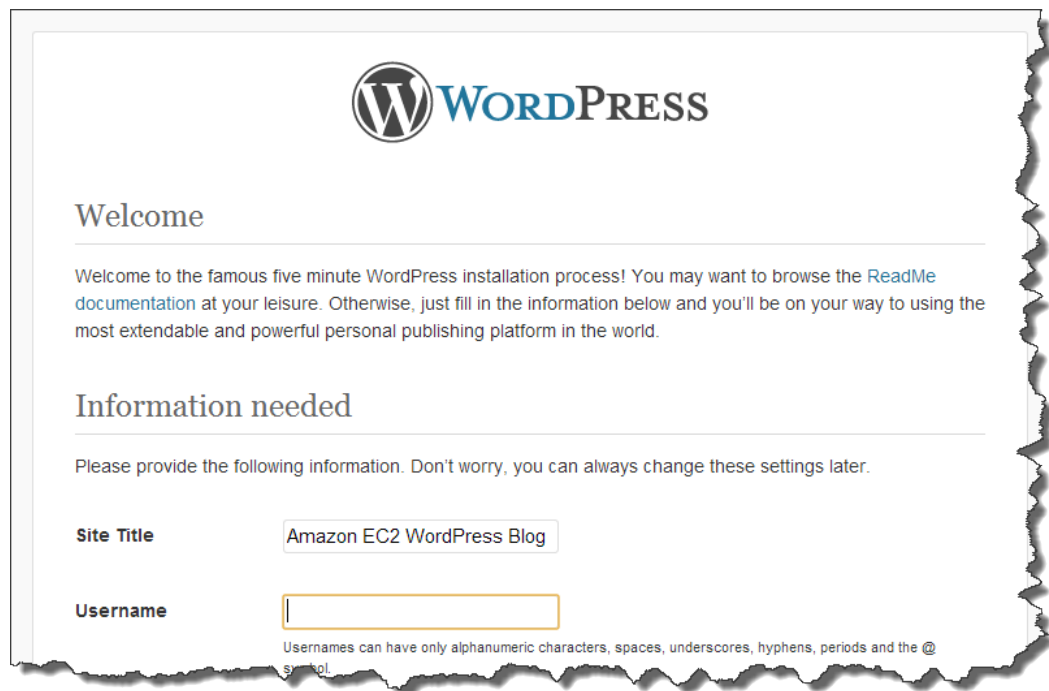 WORDPRESS
Welcome
Welcome to the famous five minute WordPress installation process! You may want to browse the ReadMe
documentation at your leisure. Otherwise, just fill in the information below and you'll be on your way to using the
most extendable and powerful personal publishing platform in the world.
Information needed
Please provide the following information. Don't worry, you can always change these settings later.
Site Title
Amazon EC2 WordPress Blog
Username
Usernames can have only alphanumeric characters, spaces, underscores, hyphens, periods and the @
symbol.